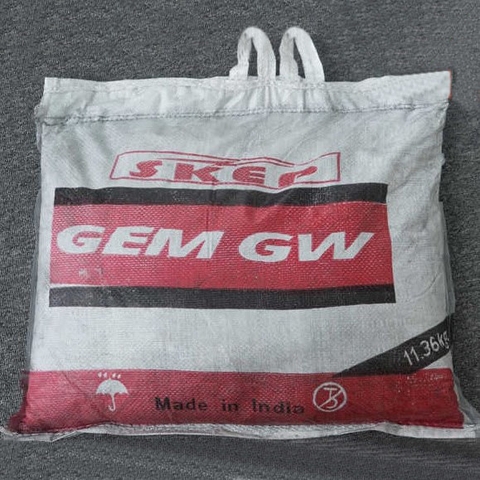 SKEP
GEM GW
11.36kg
Made in India